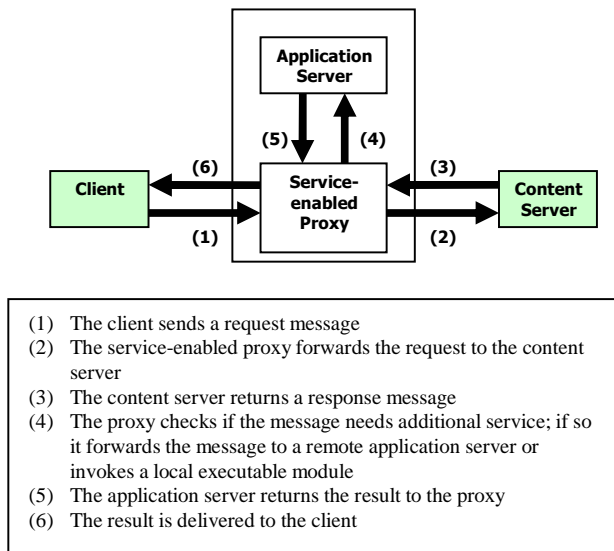 Application
Server
(5)
(4)
(6)
(3)
Client
Service-
enabled
Proxy
Content
Server
(1)
(2)
(1) The client sends a request message
(2) The service-enabled proxy forwards the request to the content
server
(3) The content server returns a response message
(4) The proxy checks if the message needs additional service; if so
it forwards the message to a remote application server or
invokes a local executable module
(5) The application server returns the result to the proxy
(6) The result is delivered to the client